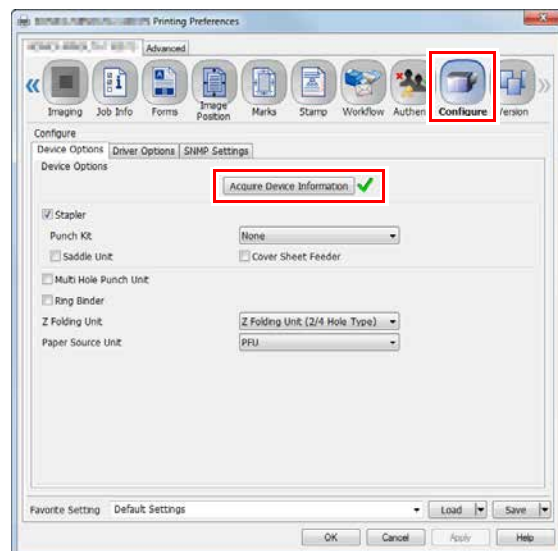 Printing Preferences
Advanced
Imaging
Job Info
Forms
Image
Position
Marks
Stamp
Workflow
Authen
Configure
Version
Configure
Device Options
Driver Options
SNMP Settings
Device Options
Acquire Device Information
Stapler
Punch Kit
None
Saddle Unit
Cover Sheet Feeder
Multi Hole Punch Unit
Ring Binder
Z Folding Unit
Z Folding Unit (2/4 Hole Type)
Paper Source Unit
PFU
Favorite Setting
Default Settings
Load
Save
OK
Cancel
Apply
Help